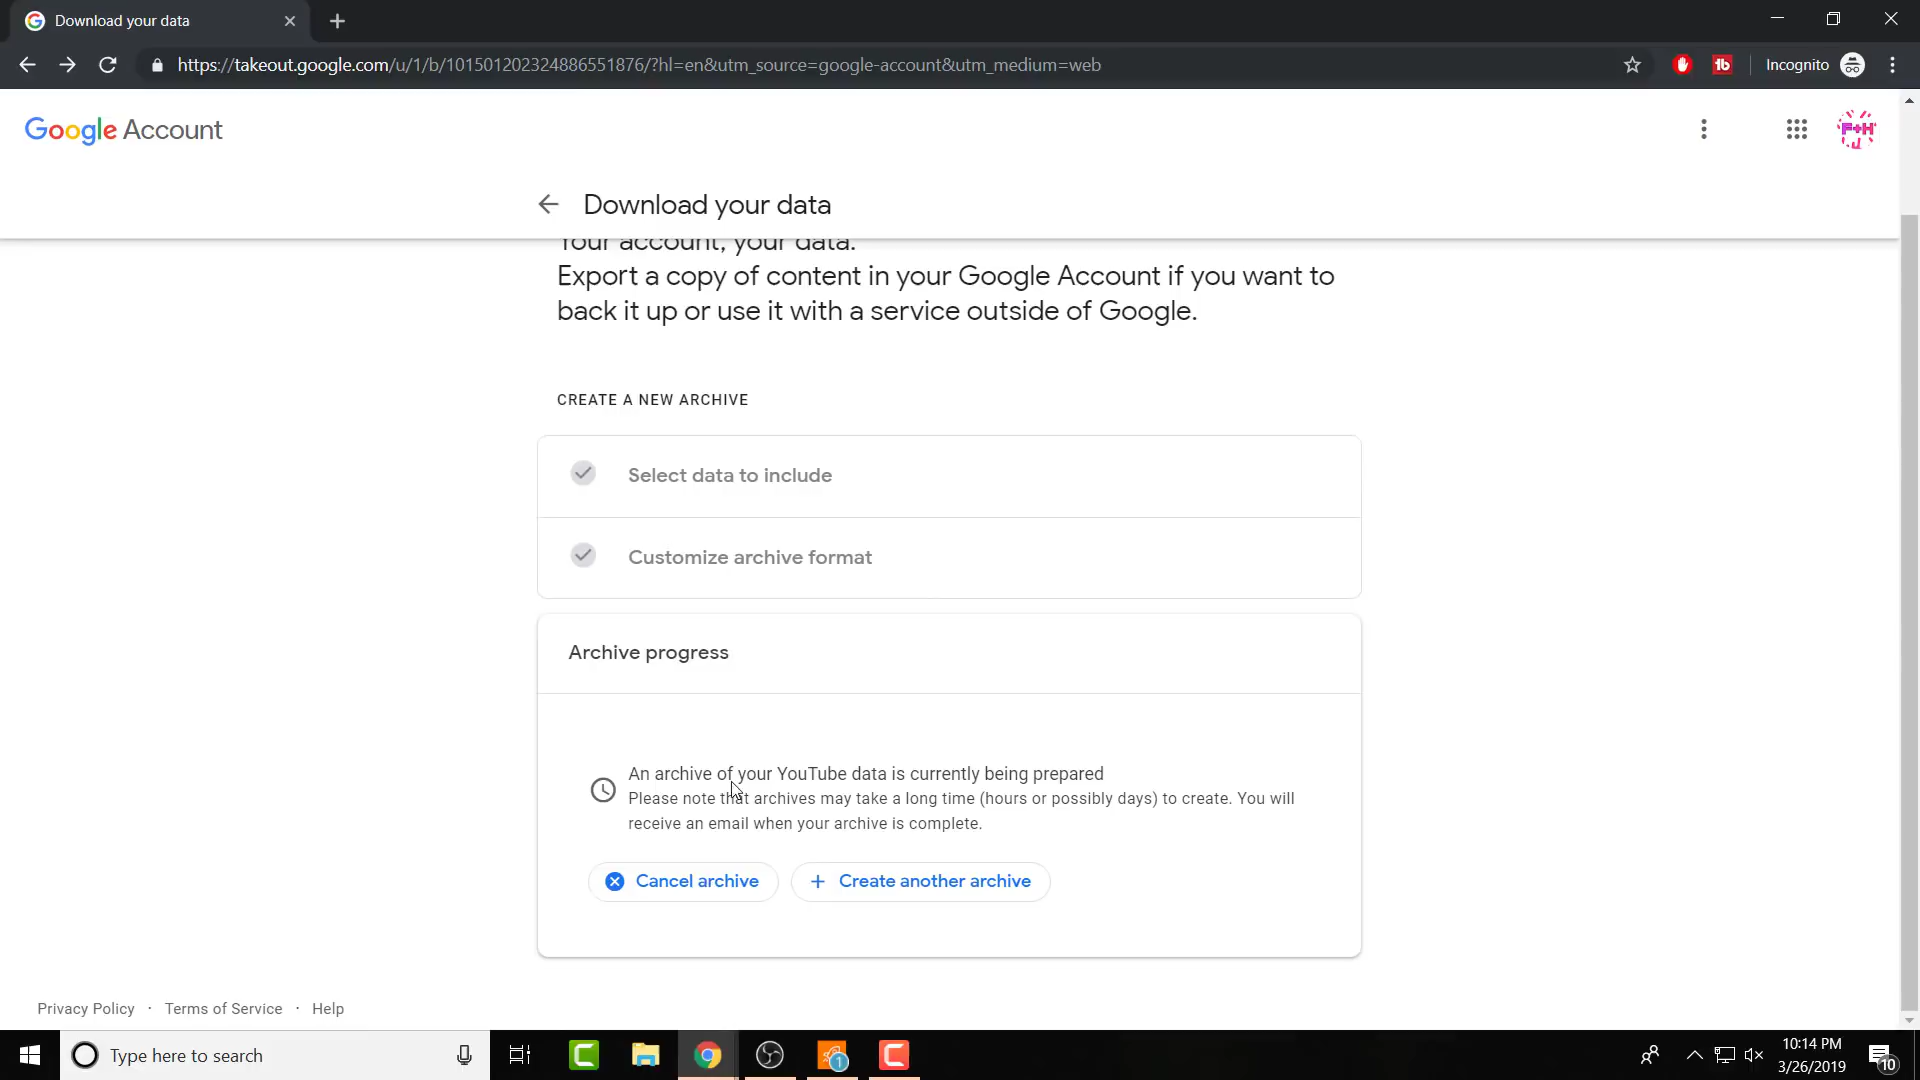 Download your data
https://takeout.google.com/u/1/b/101501202324886551876/?hl=en&utm_source=google-account&utm_medium=web
Incognito
Google Account
F+H
Download your data
Your account, your data.
Export a copy of content in your Google Account if you want to
back it up or use it with a service outside of Google.
CREATE A NEW ARCHIVE
Select data to include
Customize archive format
Archive progress
An archive of your YouTube data is currently being prepared
Please note that archives may take a long time (hours or possibly days) to create. You will
receive an email when your archive is complete.
Cancel archive
Create another archive
Privacy Policy · Terms of Service · Help
Type here to search
1
10:14 PM
3/26/2019
10